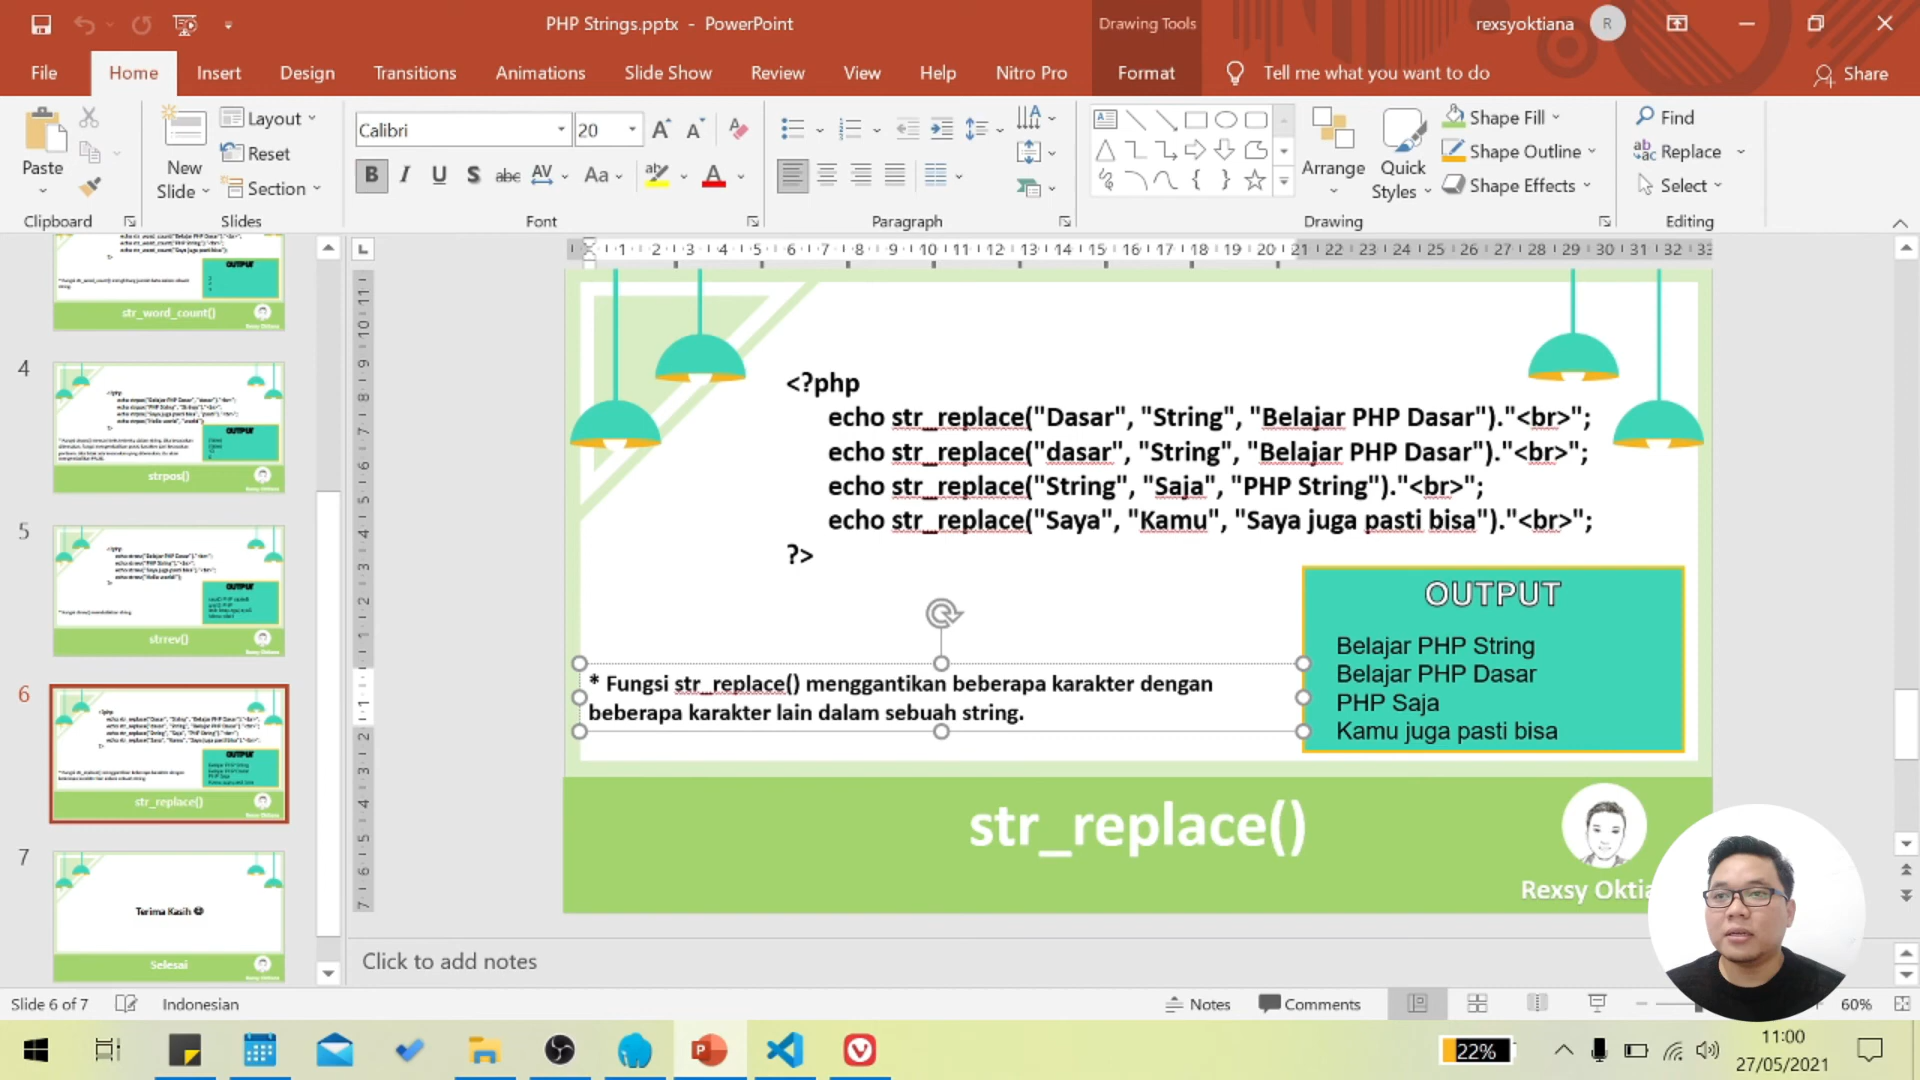 PHP Strings.pptx - PowerPoint
Drawing Tools
rexsyoktiana
R
File
Home
Insert
Design
Transitions
Animations
Slide Show
Review
View
Help
Nitro Pro
Format
Tell me what you want to do
Share
Paste
New
Slide
Layout
Reset
Section
Calibri
20
Shape Fill
Shape Outline
Shape Effects
Arrange
Quick
Styles
Find
Replace
Select
Clipboard
Slides
Font
Paragraph
Drawing
Editing
str_word_count()
4
strpos()
5
strrev()
6
str_replace()
7
Terima Kasih
Selesai
<?php
echo str_replace("Dasar", "String", "Belajar PHP Dasar")."<br>";
echo str_replace("dasar", "String", "Belajar PHP Dasar")."<br>";
echo str_replace("String", "Saja", "PHP String")."<br>";
echo str_replace("Saya", "Kamu", "Saya juga pasti bisa")."<br>";
?>
* Fungsi str_replace() menggantikan beberapa karakter dengan
beberapa karakter lain dalam sebuah string.
OUTPUT
Belajar PHP String
Belajar PHP Dasar
PHP Saja
Kamu juga pasti bisa
str_replace()
Rexsy Oktia
Click to add notes
Slide 6 of 7
Indonesian
Notes
Comments
60%
22%
11:00
27/05/2021